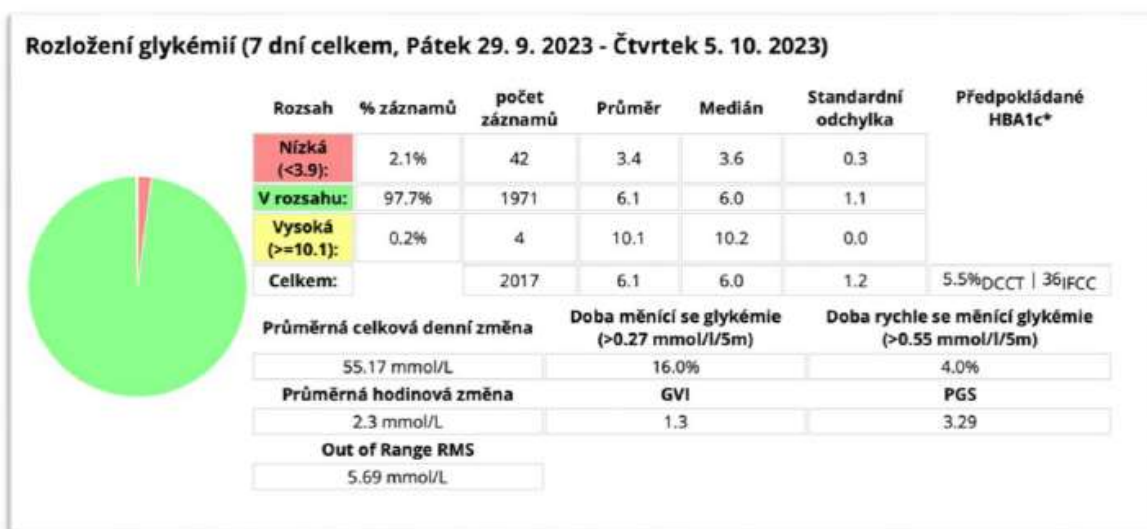 Rozložení glykémií (7 dní celkem, Pátek 29. 9. 2023 - Čtvrtek 5. 10. 2023)
Rozsah % záznamů počet záznamů Průměr Medián Standardní odchylka Předpokládané HBA1c*
Nízká (<3.9): 2.1% 42 3.4 3.6 0.3
V rozsahu: 97.7% 1971 6.1 6.0 1.1
Vysoká (>=10.1): 0.2% 4 10.1 10.2 0.0
Celkem: 2017 6.1 6.0 1.2 5.5%DCCT | 36IFCC
Průměrná celková denní změna Doba měnící se glykémie (>0.27 mmol/l/5m) Doba rychle se měnící glykémie (>0.55 mmol/l/5m)
55.17 mmol/L 16.0% 4.0%
Průměrná hodinová změna GVI PGS
2.3 mmol/L 1.3 3.29
Out of Range RMS
5.69 mmol/L